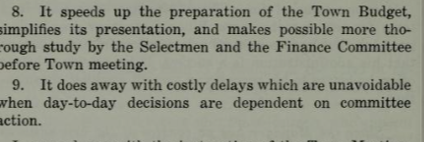 8. It speeds up the preparation of the Town Budget,
simplifies its presentation, and makes possible more tho-
rough study by the Selectmen and the Finance Committee
before Town meeting.
9. It does away with costly delays which are unavoidable
when day-to-day decisions are dependent on committee
action.